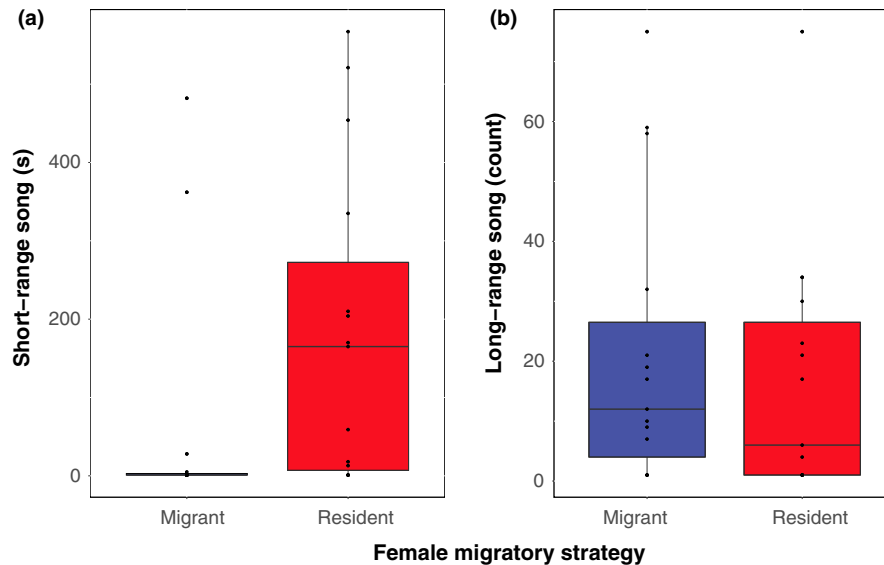 (a)
(b)
Short−range song (s)
400
200
0
Migrant
Resident
Long−range song (count)
60
40
20
0
Migrant
Resident
Female migratory strategy